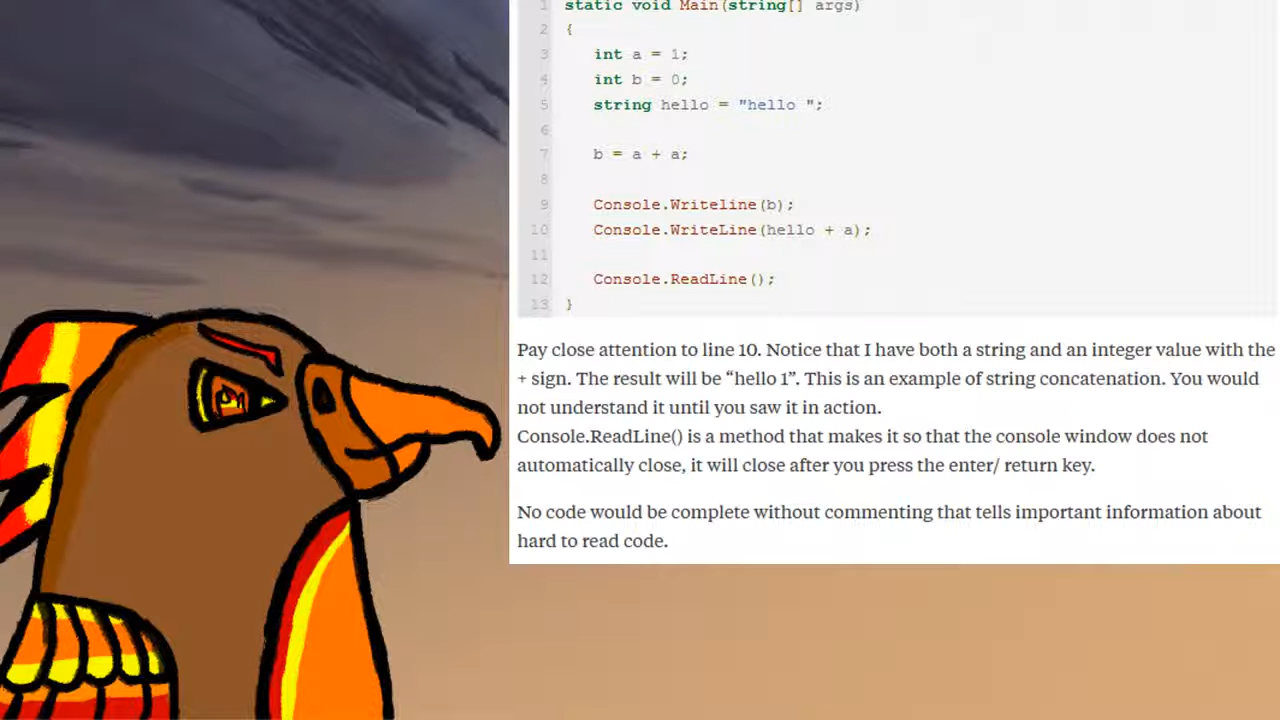 1 static void Main(string[] args)
2 {
3 int a = 1;
4 int b = 0;
5 string hello = "hello ";
6
7 b = a + a;
8
9 Console.Writeline(b);
10 Console.WriteLine(hello + a);
11
12 Console.ReadLine();
13 }
Pay close attention to line 10. Notice that I have both a string and an integer value with the
+ sign. The result will be “hello 1”. This is an example of string concatenation. You would
not understand it until you saw it in action.
Console.ReadLine() is a method that makes it so that the console window does not
automatically close, it will close after you press the enter/ return key.
No code would be complete without commenting that tells important information about
hard to read code.